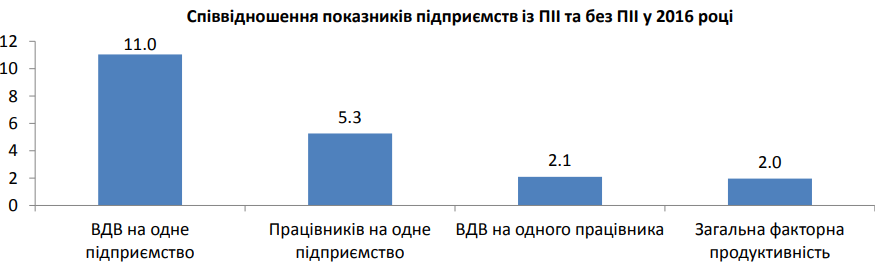 Співвідношення показників підприємств із ПІІ та без ПІІ у 2016 році
12
10
8
6
4
2
0
11.0
5.3
2.1
2.0
ВДВ на одне
підприємство
Працівників на одне
підприємство
ВДВ на одного працівника
Загальна факторна
продуктивність